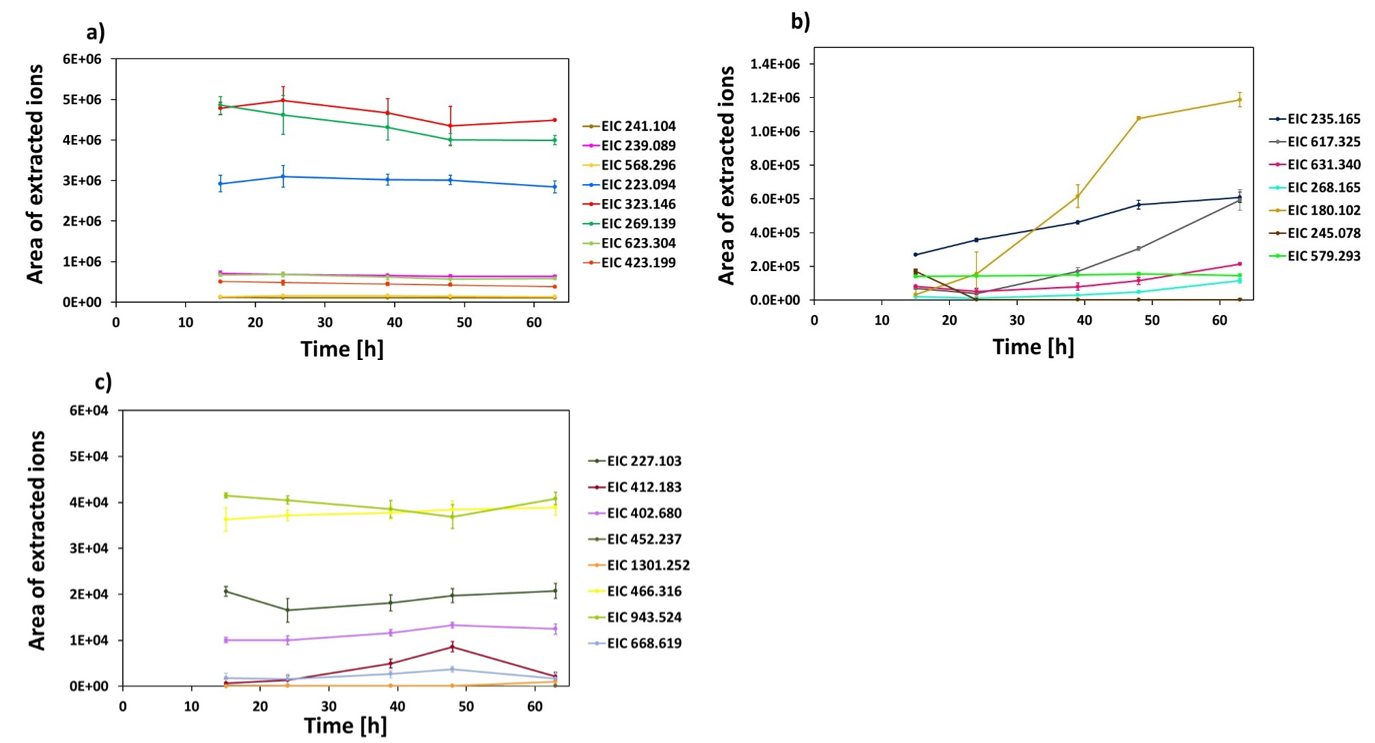 a)
Area of extracted ions
6E+06
5E+06
4E+06
3E+06
2E+06
1E+06
0E+00
0 10 20 30 40 50 60
Time [h]
EIC 241.104
EIC 239.089
EIC 568.296
EIC 223.094
EIC 323.146
EIC 269.139
EIC 623.304
EIC 423.199
b)
Area of extracted ions
1.4E+06
1.2E+06
1.0E+06
8.0E+05
6.0E+05
4.0E+05
2.0E+05
0.0E+00
0 10 20 30 40 50 60
Time [h]
EIC 235.165
EIC 617.325
EIC 631.340
EIC 268.165
EIC 180.102
EIC 245.078
EIC 579.293
c)
Area of extracted ions
6E+04
5E+04
4E+04
3E+04
2E+04
1E+04
0E+00
0 10 20 30 40 50 60
Time [h]
EIC 227.103
EIC 412.183
EIC 402.680
EIC 452.237
EIC 1301.252
EIC 466.316
EIC 943.524
EIC 668.619